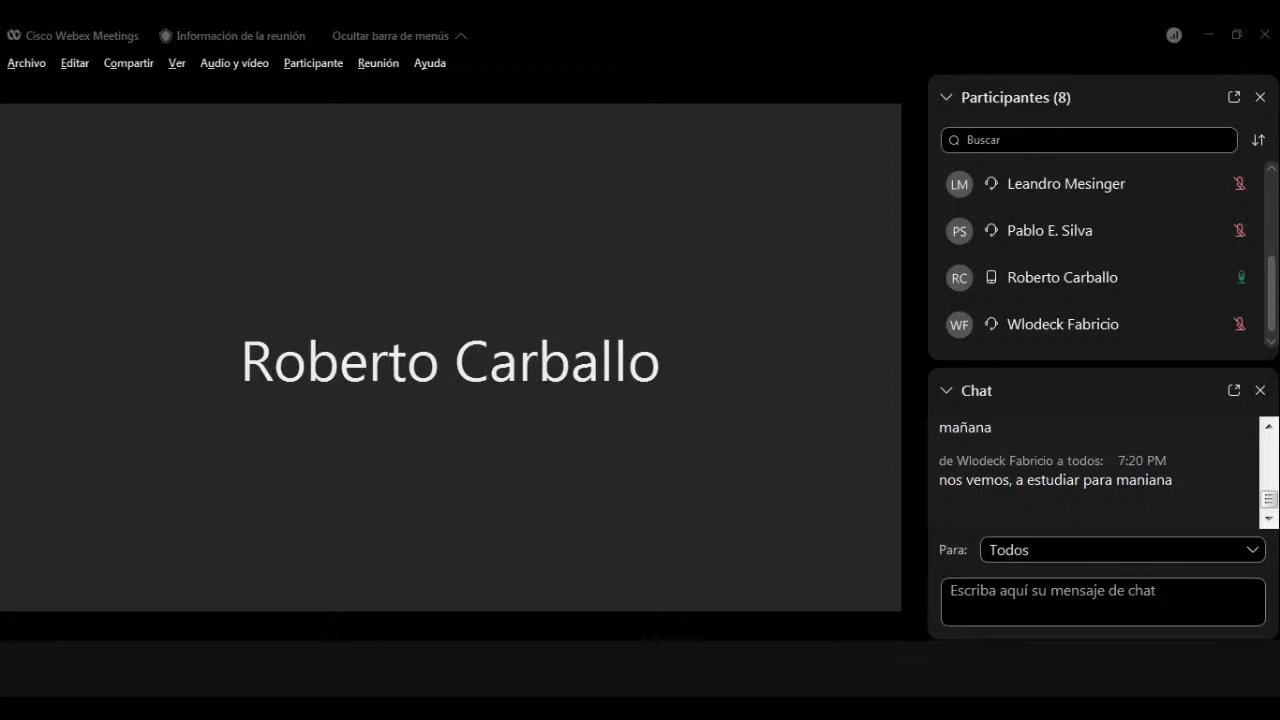 Cisco Webex Meetings
Información de la reunión
Ocultar barra de menús
Archivo Editar Compartir Ver Audio y vídeo Participante Reunión Ayuda
Roberto Carballo
Participantes (8)
Buscar
LM Leandro Mesinger
PS Pablo E. Silva
RC Roberto Carballo
WF Wlodeck Fabricio
Chat
mañana
de Wlodeck Fabricio a todos: 7:20 PM
nos vemos, a estudiar para maniana
Para: Todos
Escriba aquí su mensaje de chat